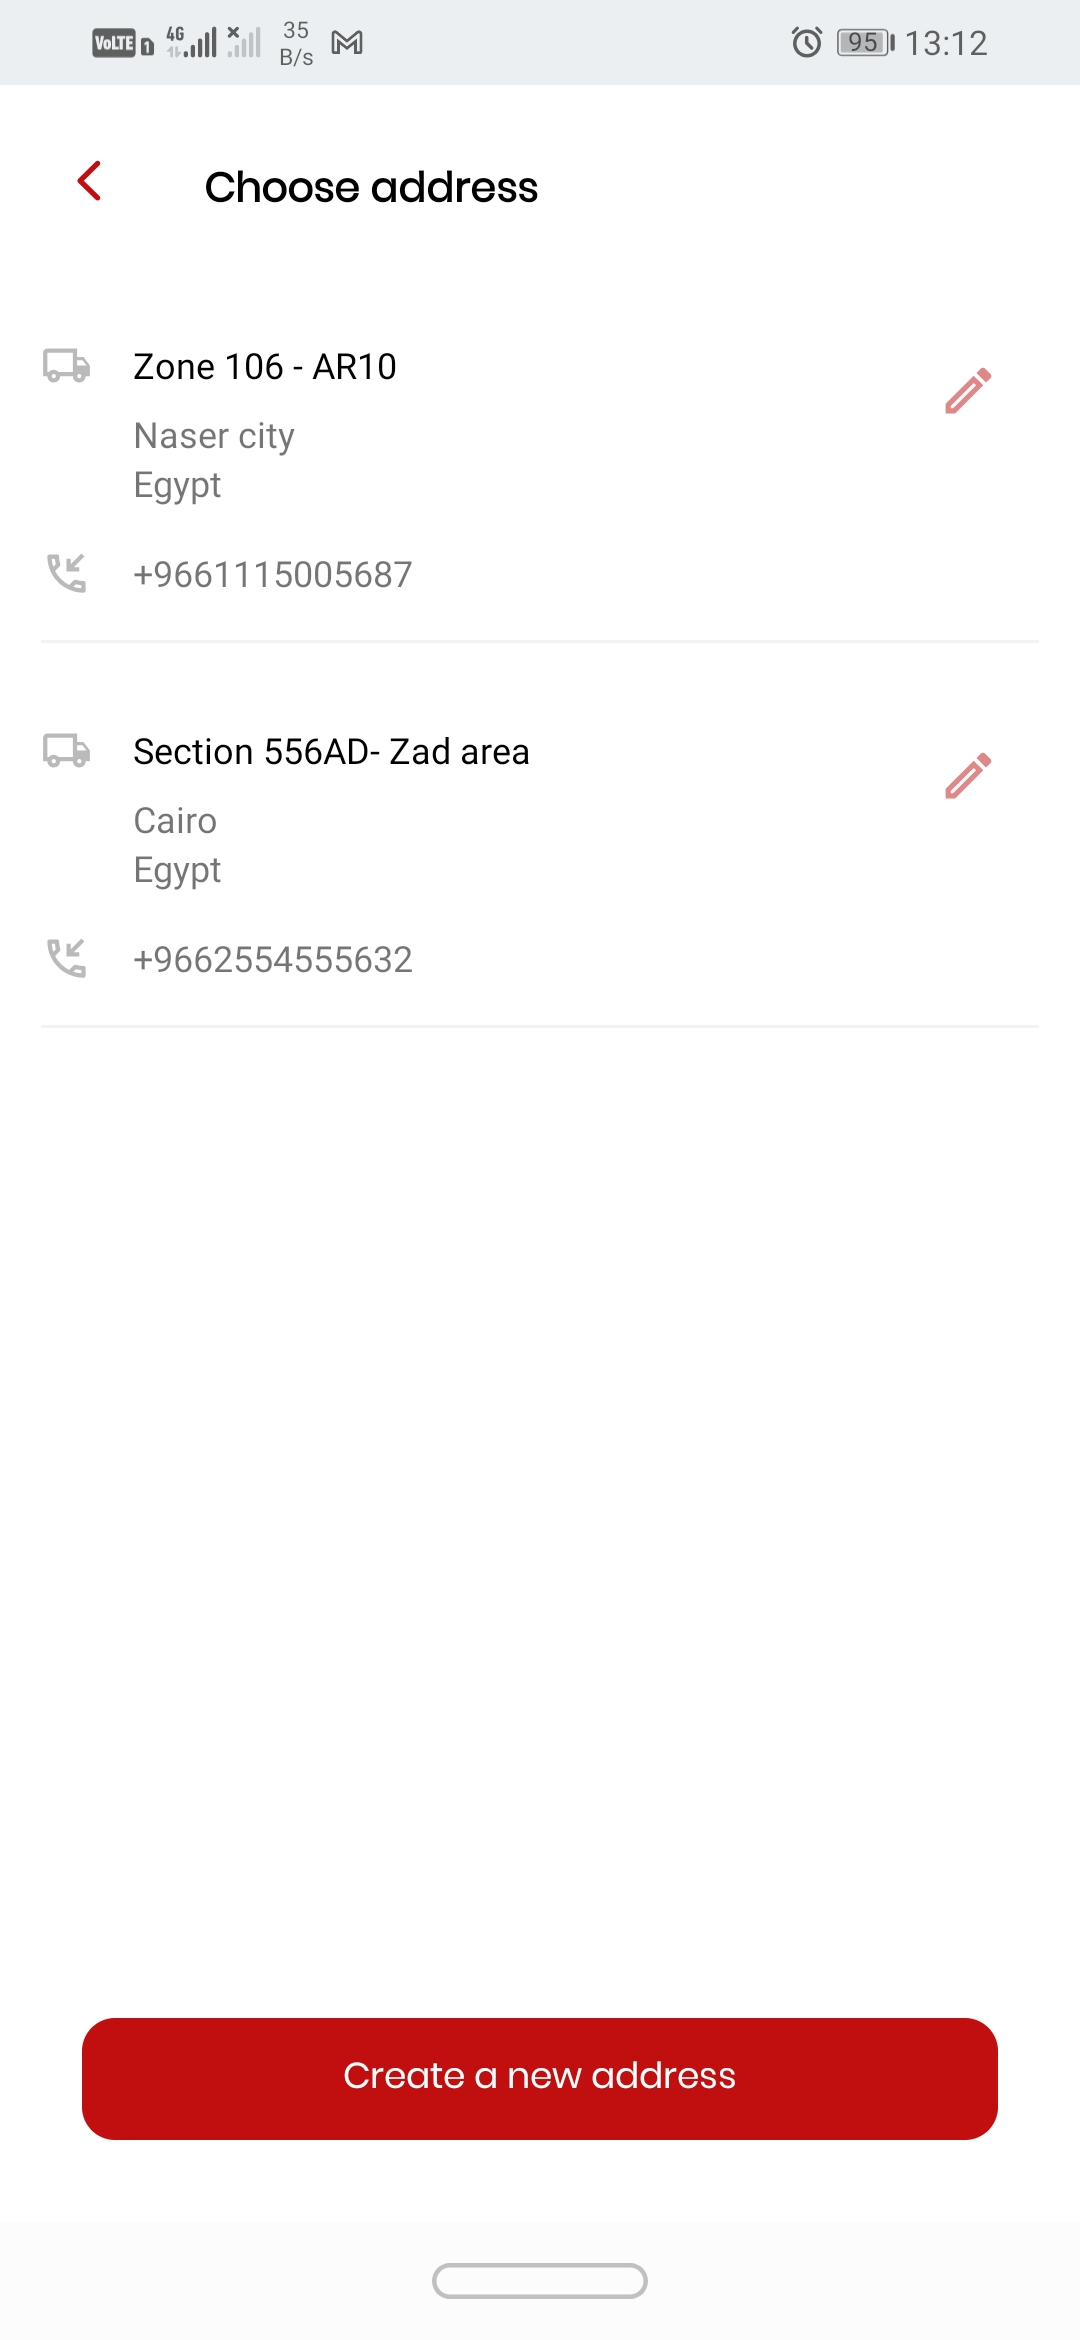 VoLTE 1 4G 35 B/s 95 13:12
Choose address
Zone 106 - AR10
Naser city
Egypt
+9661115005687
Section 556AD- Zad area
Cairo
Egypt
+9662554555632
Create a new address